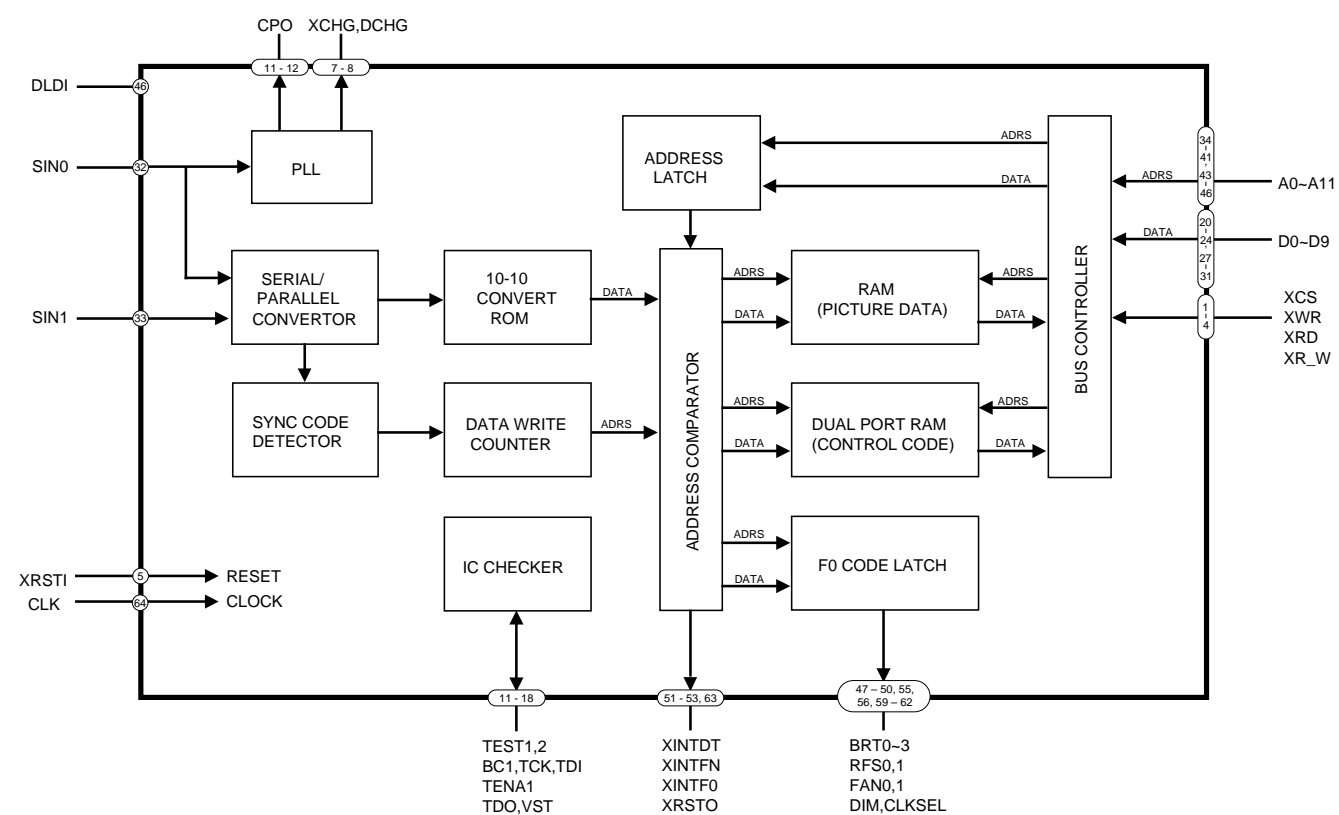 CPO
XCHG,DCHG
11 - 12
7 - 8
DLDI
46
SIN0
32
PLL
ADDRESS
LATCH
ADRS
DATA
34
41,
43
46
ADRS
A0~A11
20
24,
27
31
DATA
D0~D9
1
4
XCS
XWR
XRD
XR_W
SIN1
33
SERIAL/
PARALLEL
CONVERTOR
10-10
CONVERT
ROM
DATA
ADDRESS COMPARATOR
ADRS
DATA
RAM
(PICTURE DATA)
ADRS
DATA
BUS CONTROLLER
SYNC CODE
DETECTOR
DATA WRITE
COUNTER
ADRS
ADRS
DATA
DUAL PORT RAM
(CONTROL CODE)
ADRS
DATA
IC CHECKER
ADRS
DATA
F0 CODE LATCH
XRSTI
5
RESET
CLK
64
CLOCK
11 - 18
TEST1,2
BC1,TCK,TDI
TENA1
TDO,VST
51 - 53, 63
XINTDT
XINTFN
XINTF0
XRSTO
47 – 50, 55,
56, 59 – 62
BRT0~3
RFS0,1
FAN0,1
DIM,CLKSEL